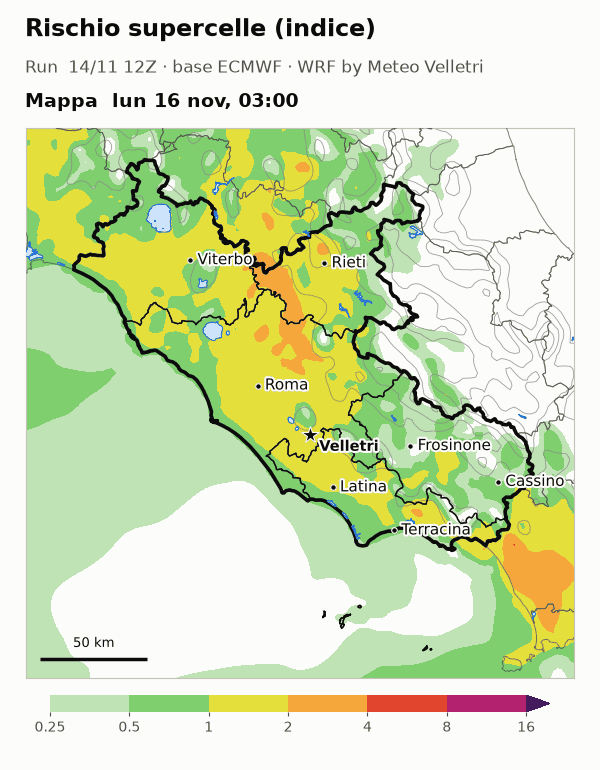 Rischio supercelle (indice)
Run  14/11 12Z · base ECMWF · WRF by Meteo Velletri
Mappa  lun 16 nov, 03:00
Viterbo
Rieti
Roma
Velletri
Frosinone
Cassino
Latina
Terracina
50 km
0.25 0.5 1 2 4 8 16